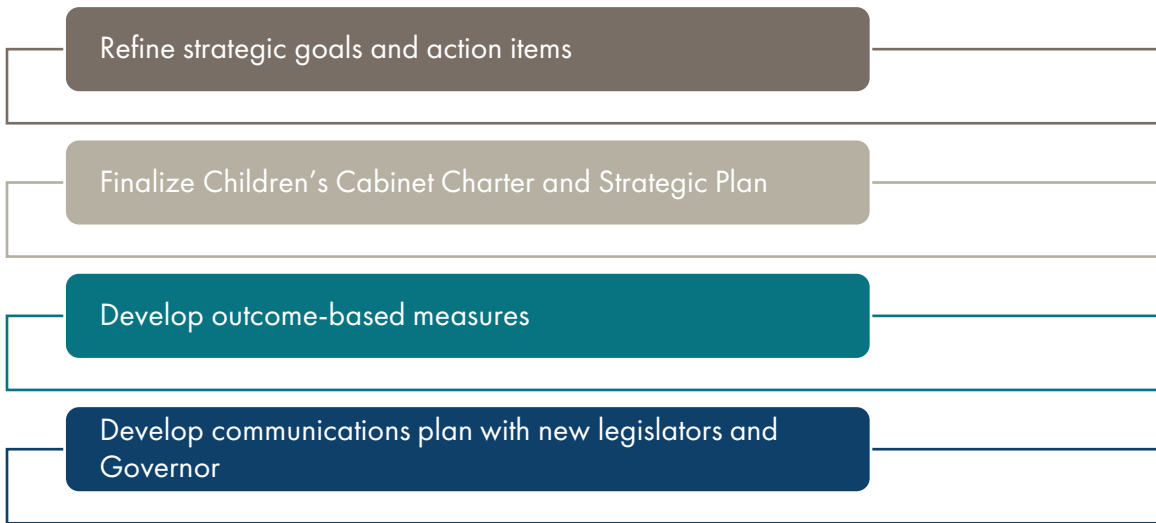 Refine strategic goals and action items
Finalize Children’s Cabinet Charter and Strategic Plan
Develop outcome-based measures
Develop communications plan with new legislators and
Governor